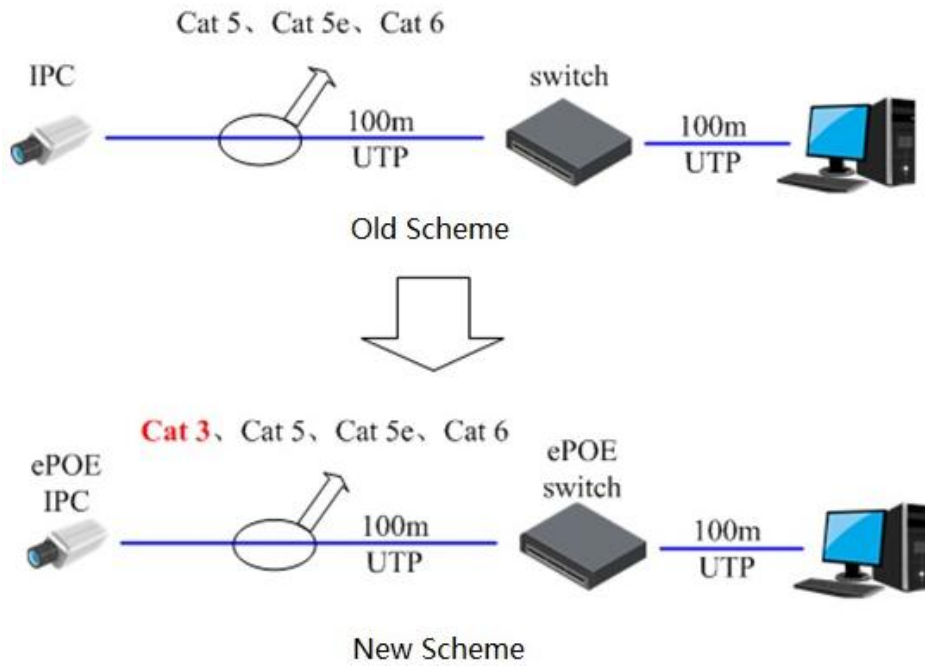 Cat 5、Cat 5e、Cat 6
IPC
switch
100m
UTP
100m
UTP
Old Scheme
Cat 3、Cat 5、Cat 5e、Cat 6
ePOE
IPC
ePOE
switch
100m
UTP
100m
UTP
New Scheme